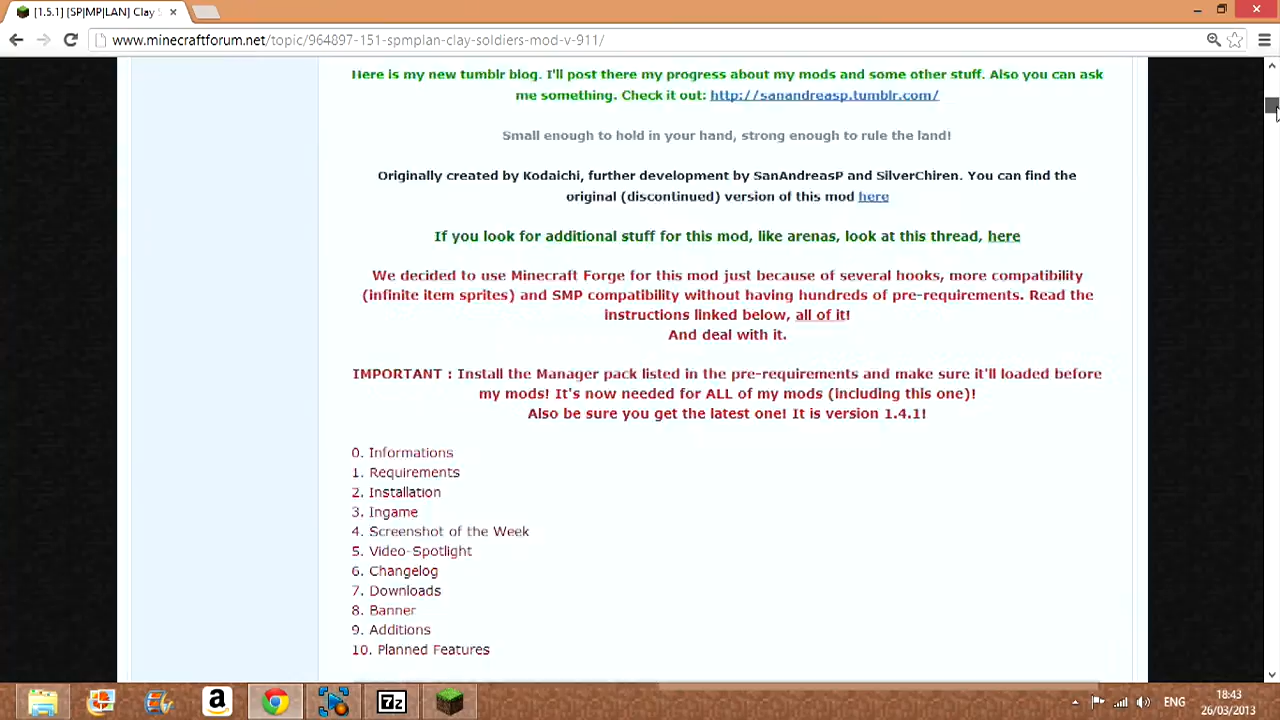 [1.5.1] [SP|MP|LAN] Clay
www.minecraftforum.net/topic/964897-151-spmplan-clay-soldiers-mod-v-911/
Here is my new tumblr blog. I'll post there my progress about my mods and some other stuff. Also you can ask
me something. Check it out: http://sanandreasp.tumblr.com/
Small enough to hold in your hand, strong enough to rule the land!
Originally created by Kodaichi, further development by SanAndreasP and SilverChiren. You can find the
original (discontinued) version of this mod here
If you look for additional stuff for this mod, like arenas, look at this thread, here
We decided to use Minecraft Forge for this mod just because of several hooks, more compatibility
(infinite item sprites) and SMP compatibility without having hundreds of pre-requirements. Read the
instructions linked below, all of it!
And deal with it.
IMPORTANT : Install the Manager pack listed in the pre-requirements and make sure it'll loaded before
my mods! It's now needed for ALL of my mods (including this one)!
Also be sure you get the latest one! It is version 1.4.1!
0. Informations
1. Requirements
2. Installation
3. Ingame
4. Screenshot of the Week
5. Video-Spotlight
6. Changelog
7. Downloads
8. Banner
9. Additions
10. Planned Features
a
7z
ENG
18:43
26/03/2013